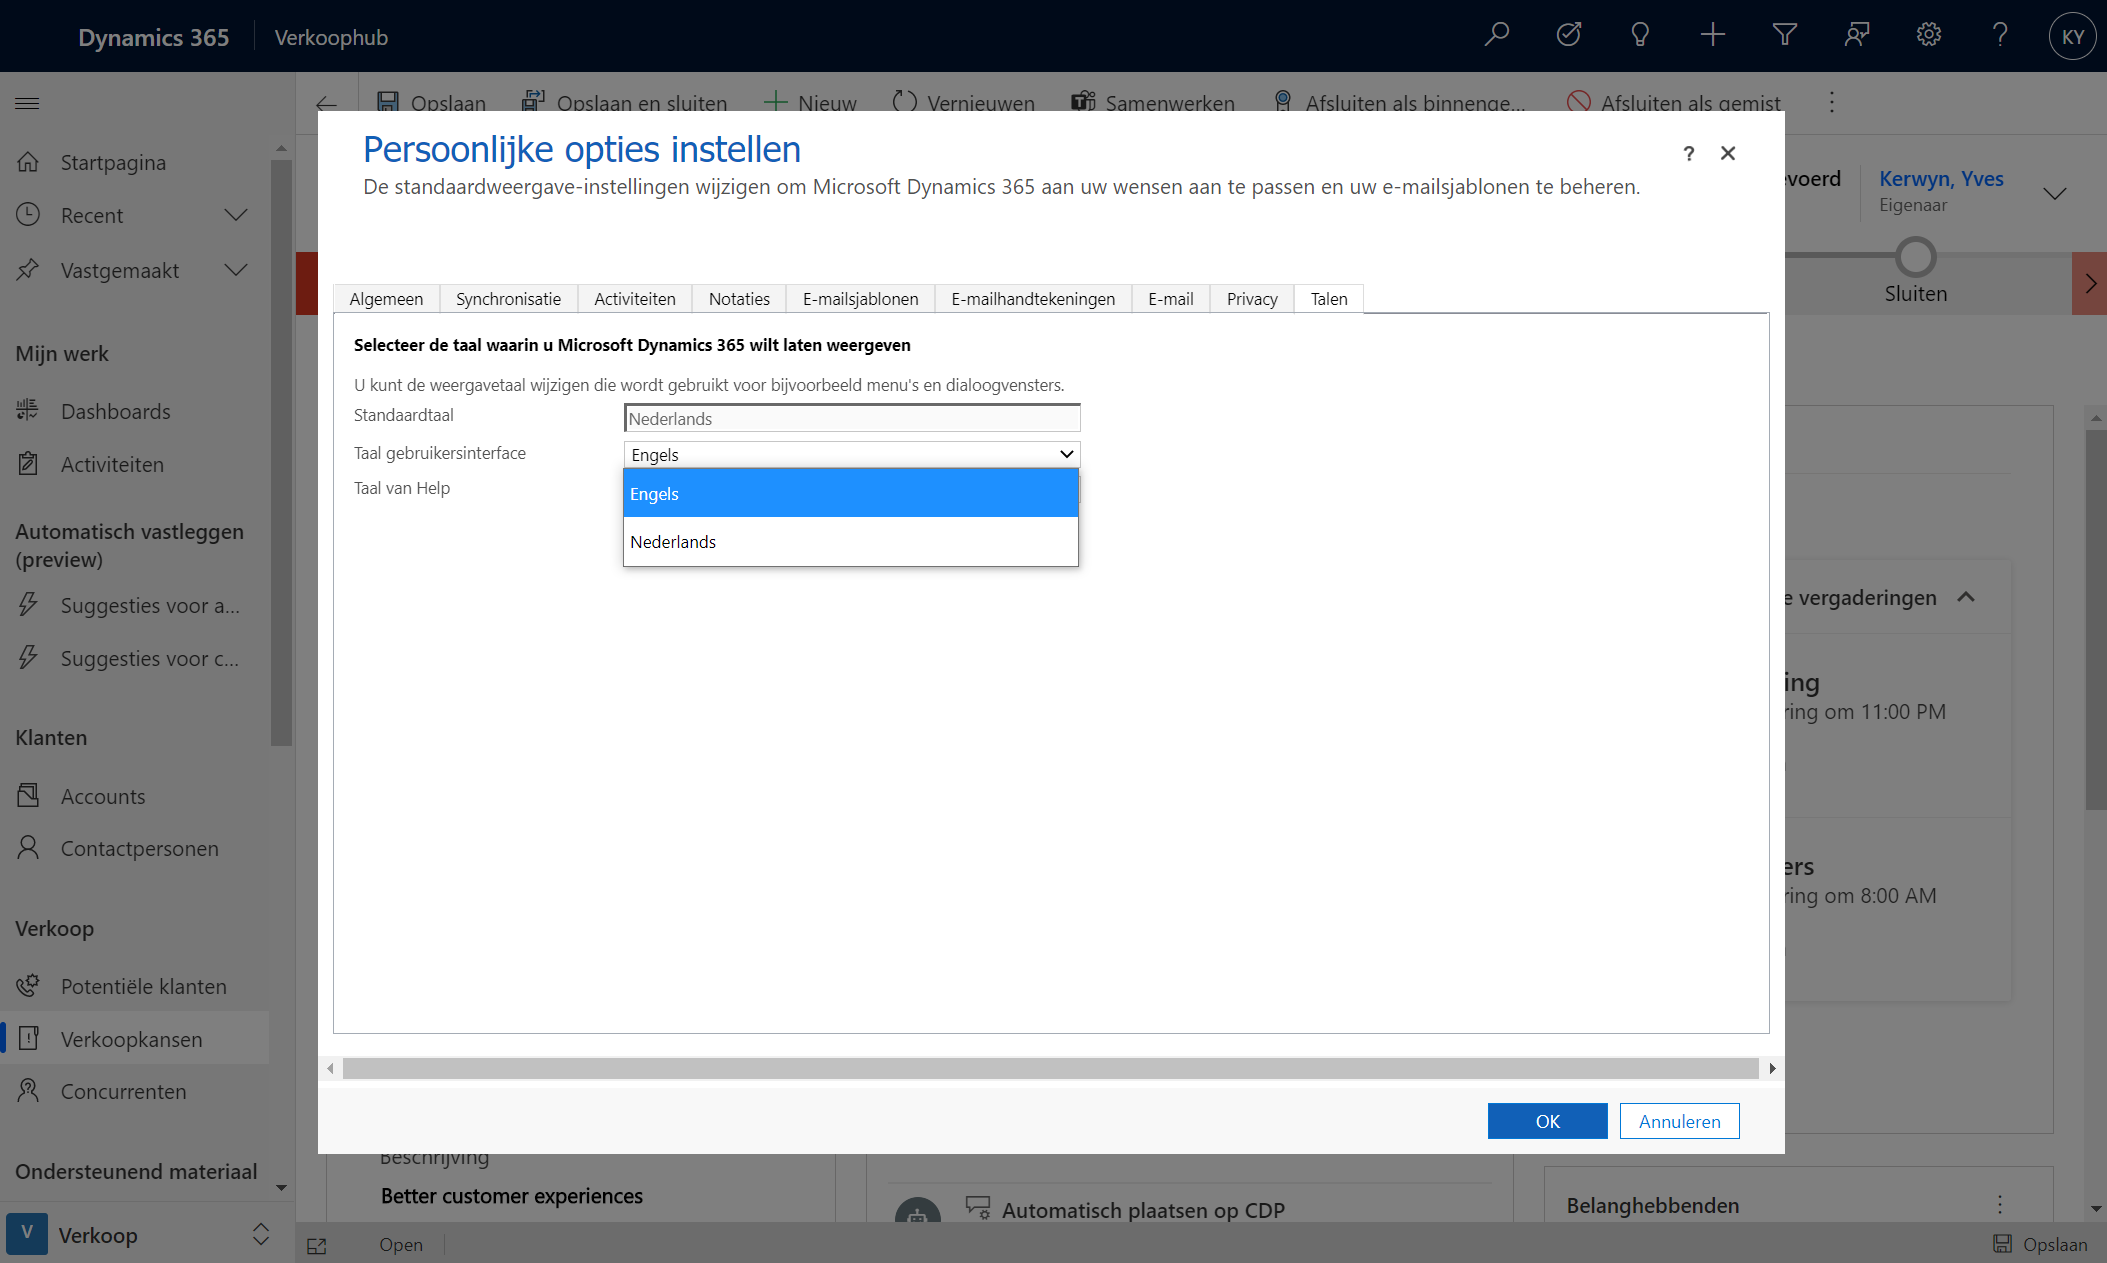 Dynamics 365 Verkoophub
KY
Opslaan Opslaan en sluiten Nieuw Vernieuwen Samenwerken Afsluiten als binnenge... Afsluiten als gemist
Startpagina
Recent
Vastgemaakt
Mijn werk
Dashboards
Activiteiten
Automatisch vastleggen
(preview)
Suggesties voor a...
Suggesties voor c...
Klanten
Accounts
Contactpersonen
Verkoop
Potentiële klanten
Verkoopkansen
Concurrenten
Ondersteunend materiaal
V Verkoop
Persoonlijke opties instellen
? 
De standaardweergave-instellingen wijzigen om Microsoft Dynamics 365 aan uw wensen aan te passen en uw e-mailsjablonen te beheren.
Algemeen Synchronisatie Activiteiten Notaties E-mailsjablonen E-mailhandtekeningen E-mail Privacy Talen
Selecteer de taal waarin u Microsoft Dynamics 365 wilt laten weergeven
U kunt de weergavetaal wijzigen die wordt gebruikt voor bijvoorbeeld menu's en dialoogvensters.
Standaardtaal Nederlands
Taal gebruikersinterface Engels
Taal van Help
Engels
Nederlands
OK Annuleren
voerd
Kerwyn, Yves
Eigenaar
Sluiten
e vergaderingen
ing
ring om 11:00 PM
ers
ring om 8:00 AM
Beschrijving
Better customer experiences
Automatisch plaatsen op CDP
Belanghebbenden
Open
Opslaan